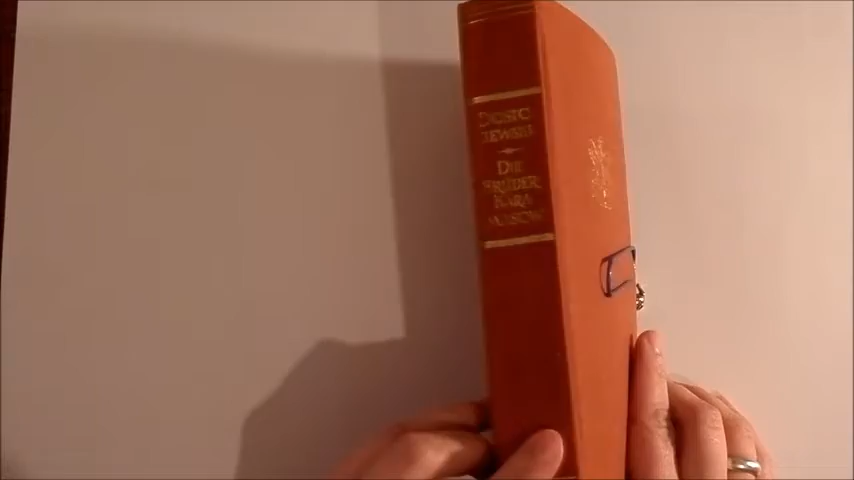 DOSTO
JEWSKI
DIE
BRÜDER
KARA
MASOW